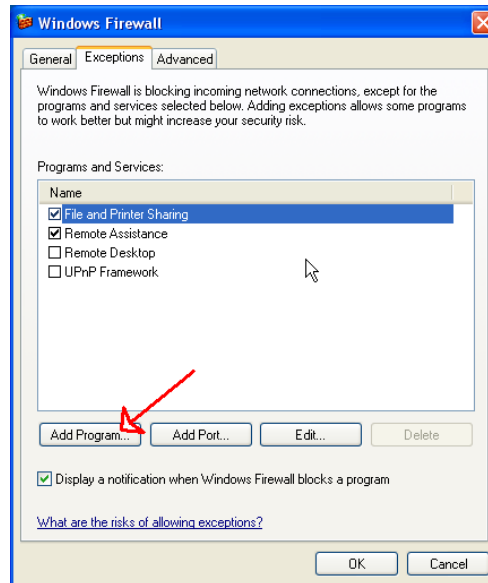 Windows Firewall
General Exceptions Advanced
Windows Firewall is blocking incoming network connections, except for the
programs and services selected below. Adding exceptions allows some programs
to work better but might increase your security risk.
Programs and Services:
Name
File and Printer Sharing
Remote Assistance
Remote Desktop
UPnP Framework
Add Program... Add Port... Edit... Delete
Display a notification when Windows Firewall blocks a program
What are the risks of allowing exceptions?
OK Cancel